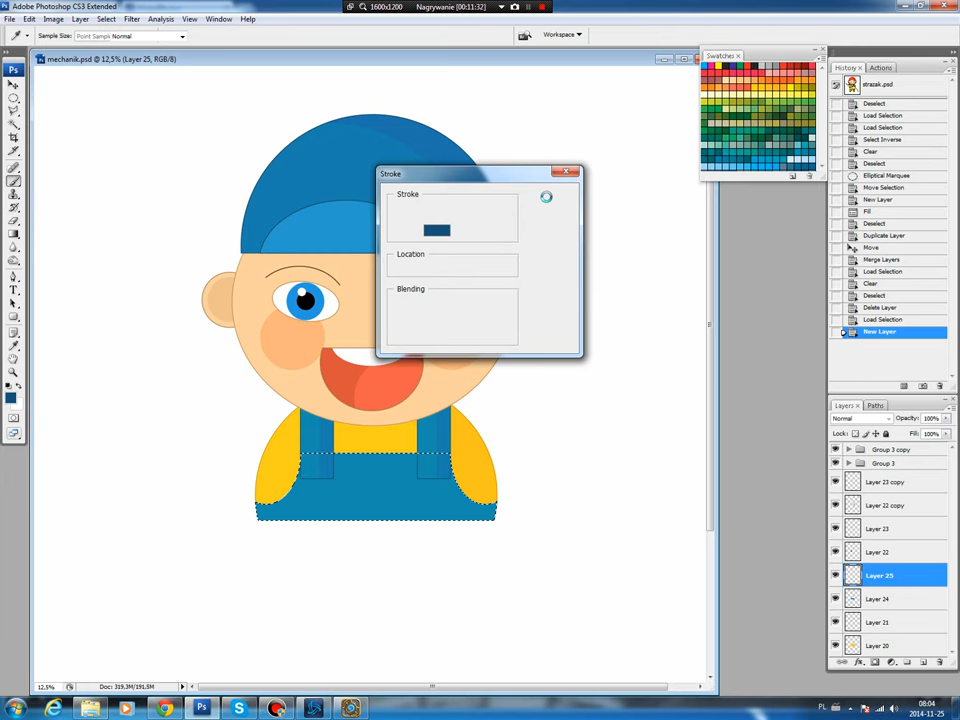 Adobe Photoshop CS3 Extended
1600x1200 Nagrywanie [00:11:32]
File Edit Image Layer Select Filter Analysis View Window Help
Sample Size: Point Sample Normal
Workspace
mechanik.psd @ 12,5% (Layer 25, RGB/8)
Swatches
Stroke
Stroke
Location
Blending
History
Actions
strazak.psd
Deselect
Load Selection
Load Selection
Select Inverse
Clear
Deselect
Elliptical Marquee
Move Selection
New Layer
Fill
Deselect
Duplicate Layer
Move
Merge Layers
Load Selection
Clear
Deselect
Delete Layer
Load Selection
New Layer
Layers
Paths
Normal
Opacity: 100%
Lock:
Fill: 100%
Group 3 copy
Group 3
Layer 23 copy
Layer 22 copy
Layer 23
Layer 22
Layer 25
Layer 24
Layer 21
Layer 20
12,5%
Doc: 319,3M/191,5M
PL
08:04
2014-11-25